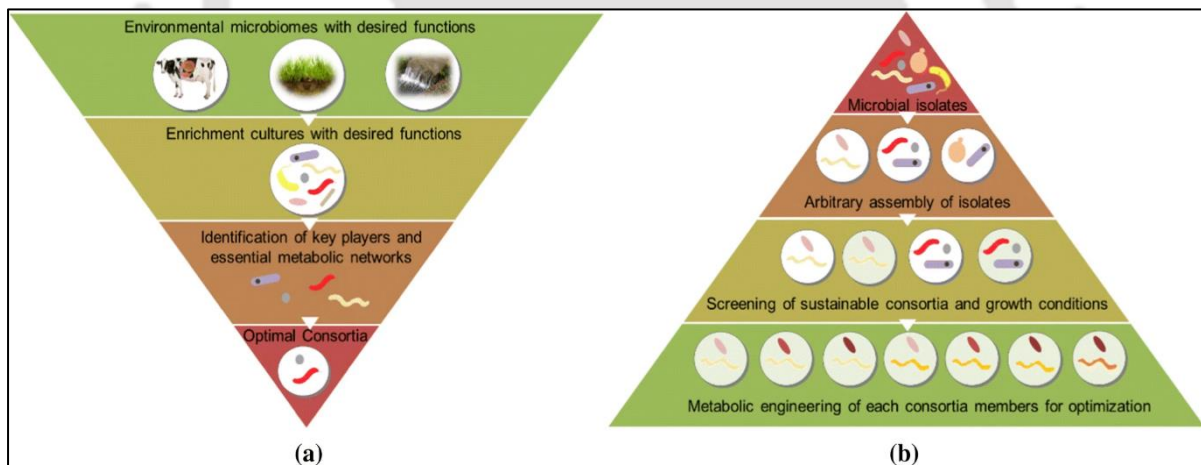 Environmental microbiomes with desired functions
Enrichment cultures with desired functions
Identification of key players and
essential metabolic networks
Optimal Consortia
(a)
Microbial isolates
Arbitrary assembly of isolates
Screening of sustainable consortia and growth conditions
Metabolic engineering of each consortia members for optimization
(b)